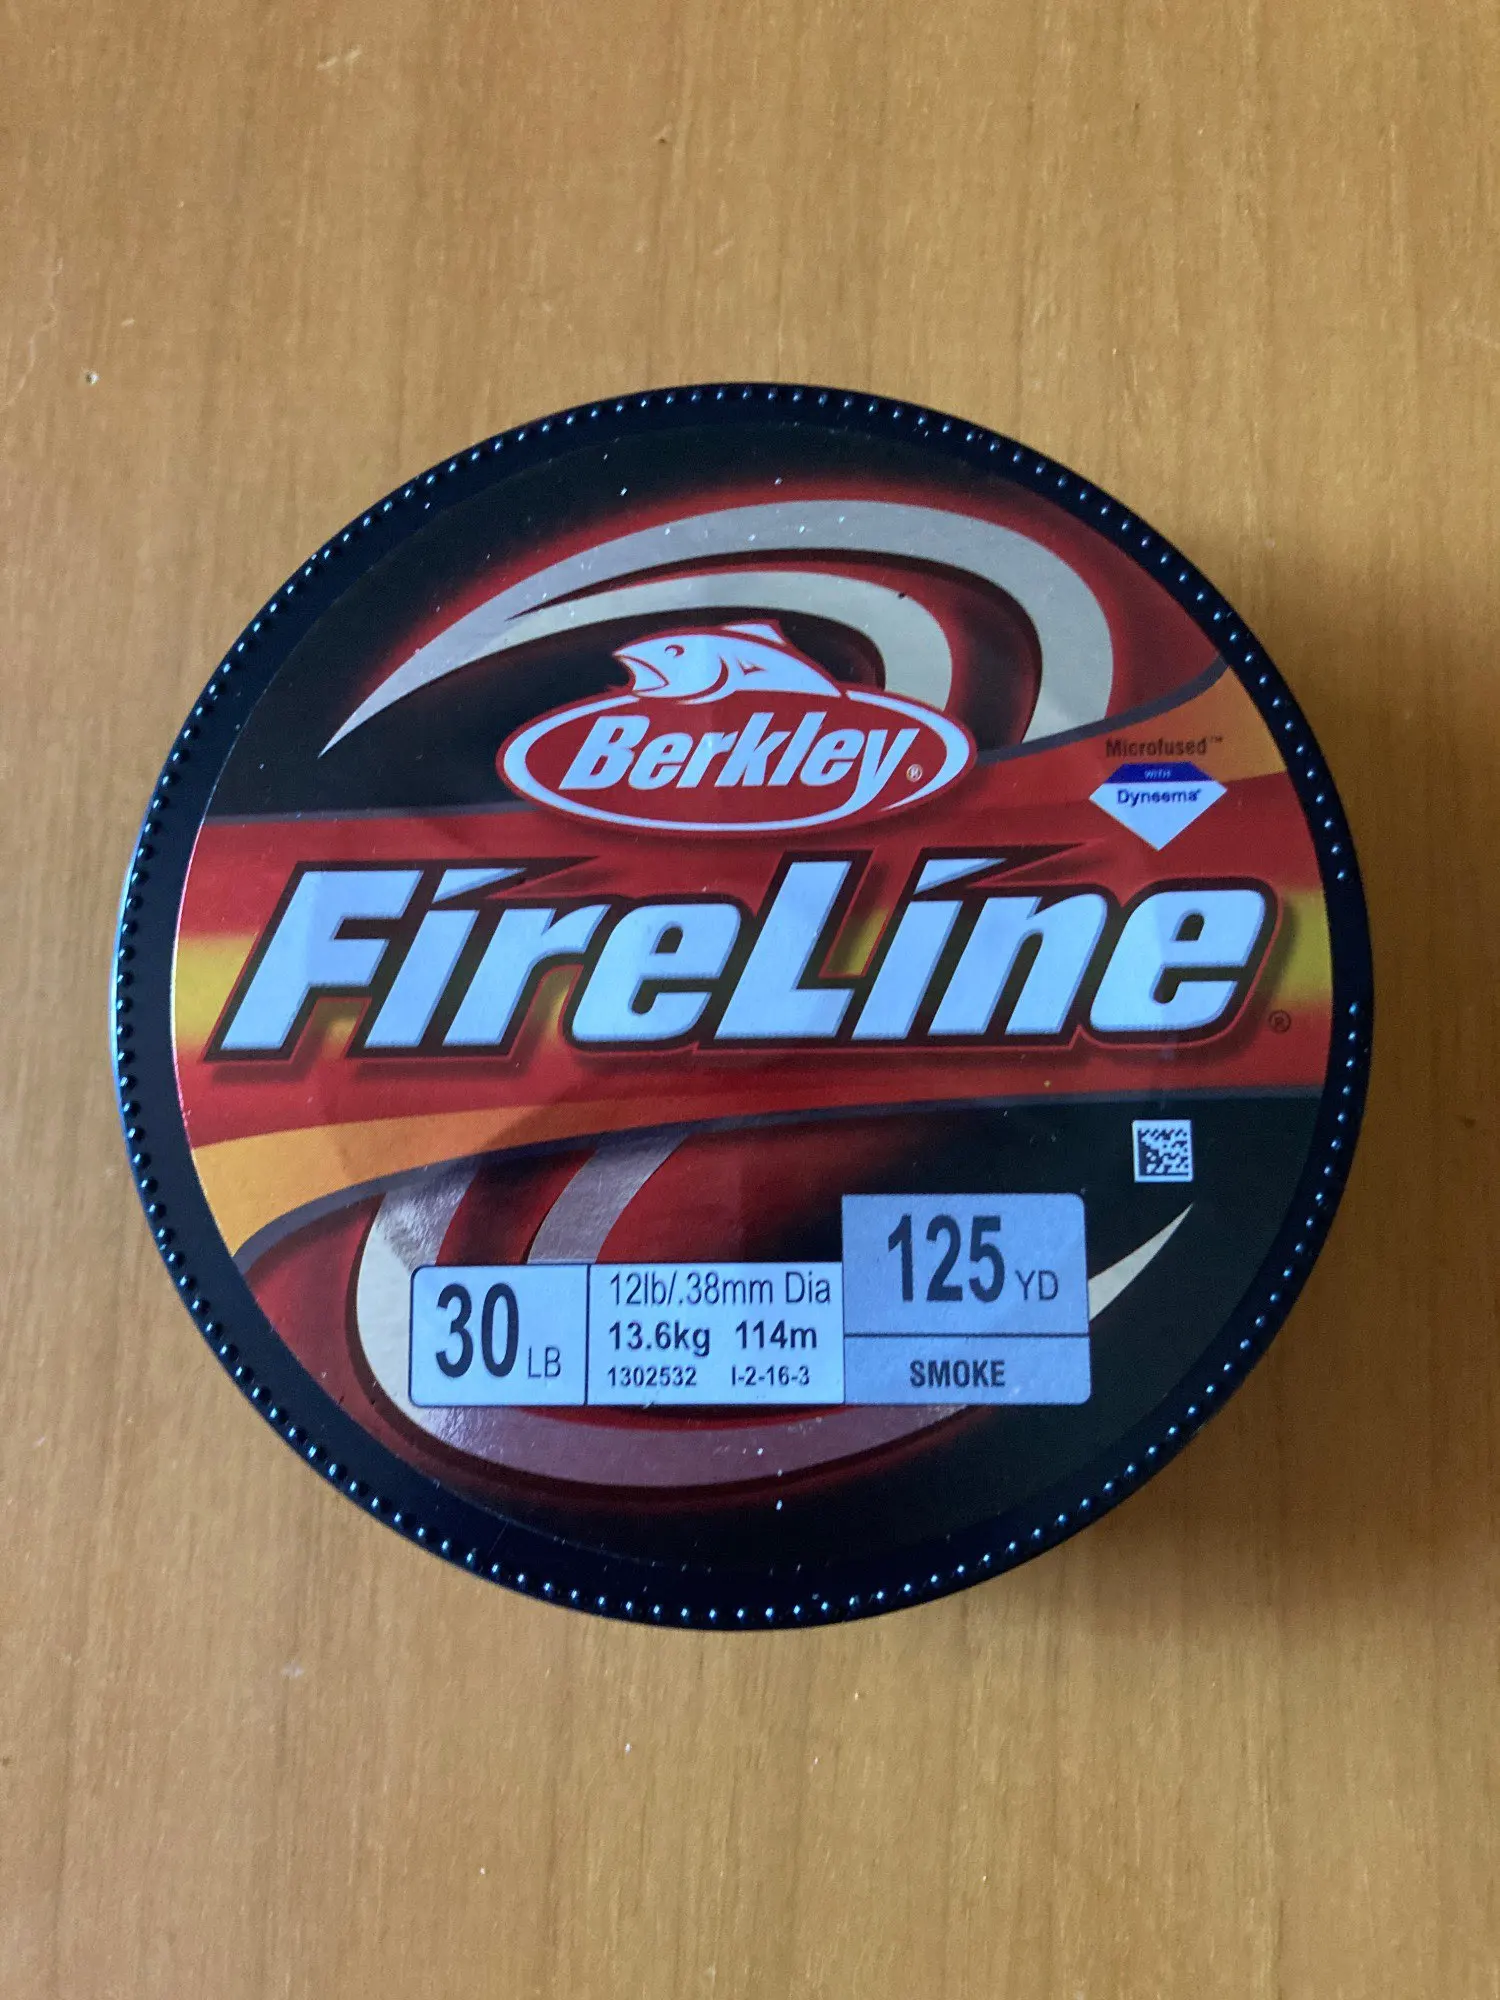 Berkley®
Microfused™
WITH
Dyneema®
FireLine®
125 YD
30 LB
12lb/.38mm Dia
13.6kg 114m
1302532 I-2-16-3
SMOKE